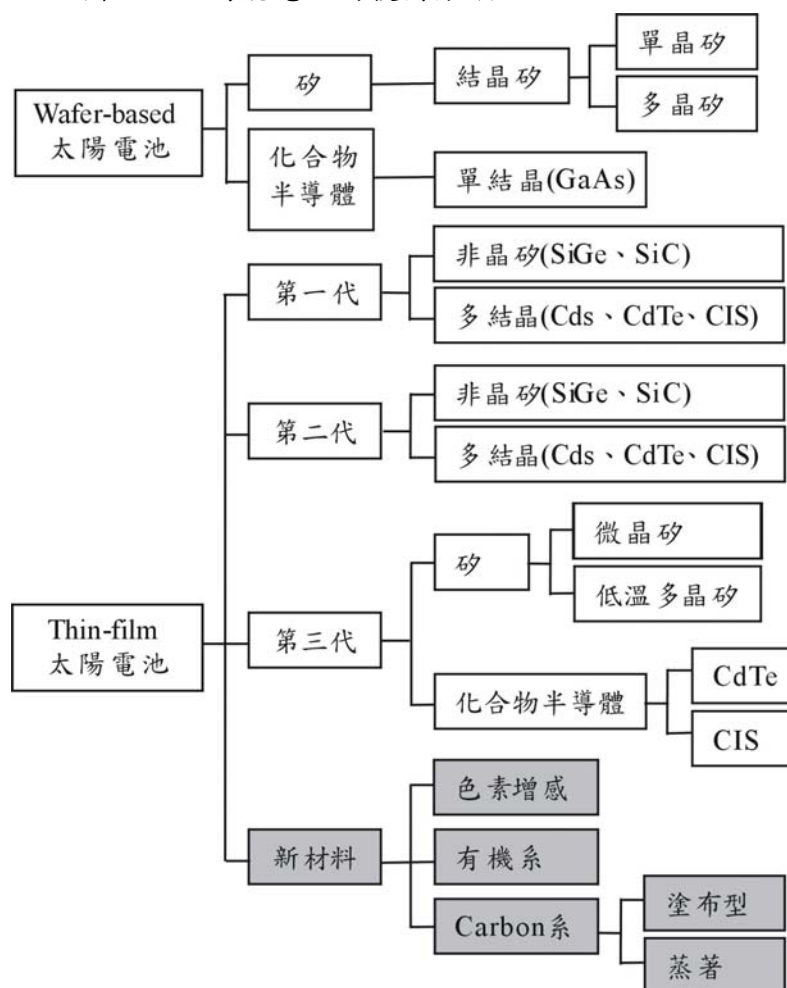 Wafer-based
太陽電池
矽
結晶矽
單晶矽
多晶矽
化合物
半導體
單結晶(GaAs)
Thin-film
太陽電池
第一代
非晶矽(SiGe、SiC)
多結晶(Cds、CdTe、CIS)
第二代
非晶矽(SiGe、SiC)
多結晶(Cds、CdTe、CIS)
第三代
矽
微晶矽
低溫多晶矽
化合物半導體
CdTe
CIS
新材料
色素增感
有機系
Carbon系
塗布型
蒸著